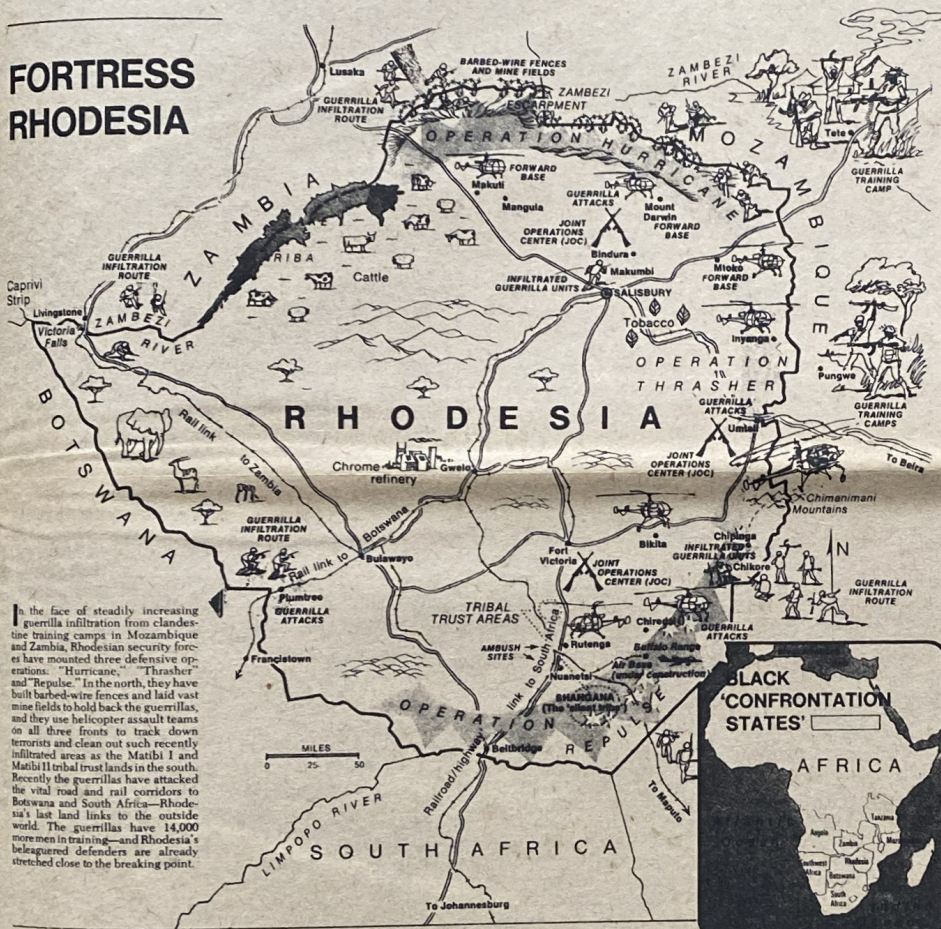 FORTRESS
RHODESIA
Lusaka
GUERRILLA
INFILTRATION
ROUTE
BARBED-WIRE FENCES
AND MINE FIELDS
ZAMBEZI
ESCARPMENT
ZAMBEZI
RIVER
MOZAMBIQUE
Tete
GUERRILLA
TRAINING
CAMP
OPERATION HURRICANE
FORWARD
BASE
Makuti
Mangula
GUERRILLA
ATTACKS
Mount
Darwin
FORWARD
BASE
JOINT
OPERATIONS
CENTER (JOC)
Bindura
ZAMBIA
RIBA
Cattle
INFILTRATED
GUERRILLA UNITS
Makumbi
SALISBURY
Mtoko
FORWARD
BASE
GUERRILLA
INFILTRATION
ROUTE
Caprivi
Strip
Livingstone
Victoria
Falls
ZAMBEZI
RIVER
Tobacco
Inyanga
Pungwe
GUERRILLA
TRAINING
CAMPS
OPERATION
THRASHER
GUERRILLA
ATTACKS
Umtali
JOINT
OPERATIONS
CENTER (JOC)
To Beira
RHODESIA
BOTSWANA
Rail link
to Zambia
Chrome
refinery
Gwelo
Chimanimani
Mountains
GUERRILLA
INFILTRATION
ROUTE
Rail link to Botswana
Bulawayo
Bikita
Fort
Victoria
JOINT
OPERATIONS
CENTER (JOC)
Chipinga
INFILTRATED
GUERRILLA UNITS
Chikore
N
GUERRILLA
INFILTRATION
ROUTE
Plumtree
GUERRILLA
ATTACKS
Francistown
TRIBAL
TRUST AREAS
Chiredzi
GUERRILLA
ATTACKS
AMBUSH
SITES
Rutenga
Buffalo Range
Air Base
(under construction)
Nuanetsi
link to South Africa
SHANGANA
(The 'silent tribe')
OPERATION REPULSE
Beitbridge
Railroad/highway
To Maputo
MILES
0 25 50
LIMPOPO RIVER
SOUTH AFRICA
To Johannesburg
In the face of steadily increasing
guerrilla infiltration from clandes-
tine training camps in Mozambique
and Zambia, Rhodesian security forc-
es have mounted three defensive op-
erations: "Hurricane," "Thrasher"
and "Repulse." In the north, they have
built barbed-wire fences and laid vast
mine fields to hold back the guerrillas,
and they use helicopter assault teams
on all three fronts to track down
terrorists and clean out such recently
infiltrated areas as the Matibi I and
Matibi II tribal trust lands in the south.
Recently the guerrillas have attacked
the vital road and rail corridors to
Botswana and South Africa—Rhode-
sia's last land links to the outside
world. The guerrillas have 14,000
more men in training—and Rhodesia's
beleaguered defenders are already
stretched close to the breaking point.
BLACK
'CONFRONTATION
STATES'
AFRICA
Tanzania
Angola
Zambia
Rhodesia
Southwest
Africa
Botswana
South
Africa